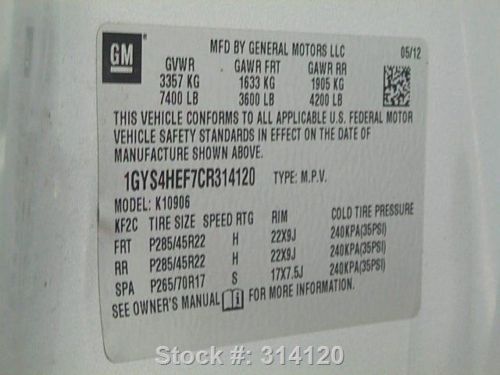 GM
MFD BY GENERAL MOTORS LLC 05/12
GVWR GAWR FRT GAWR RR
3357 KG 1633 KG 1905 KG
7400 LB 3600 LB 4200 LB
THIS VEHICLE CONFORMS TO ALL APPLICABLE U.S. FEDERAL MOTOR
VEHICLE SAFETY STANDARDS IN EFFECT ON THE DATE OF
MANUFACTURE SHOWN ABOVE.
1GYS4HEF7CR314120 TYPE: M.P.V.
MODEL: K10906
KF2C TIRE SIZE SPEED RTG RIM COLD TIRE PRESSURE
FRT P285/45R22 H 22X9J 240KPA(35PSI)
RR P285/45R22 H 22X9J 240KPA(35PSI)
SPA P265/70R17 S 17X7.5J 240KPA(35PSI)
SEE OWNER'S MANUAL FOR MORE INFORMATION.
Stock #: 314120